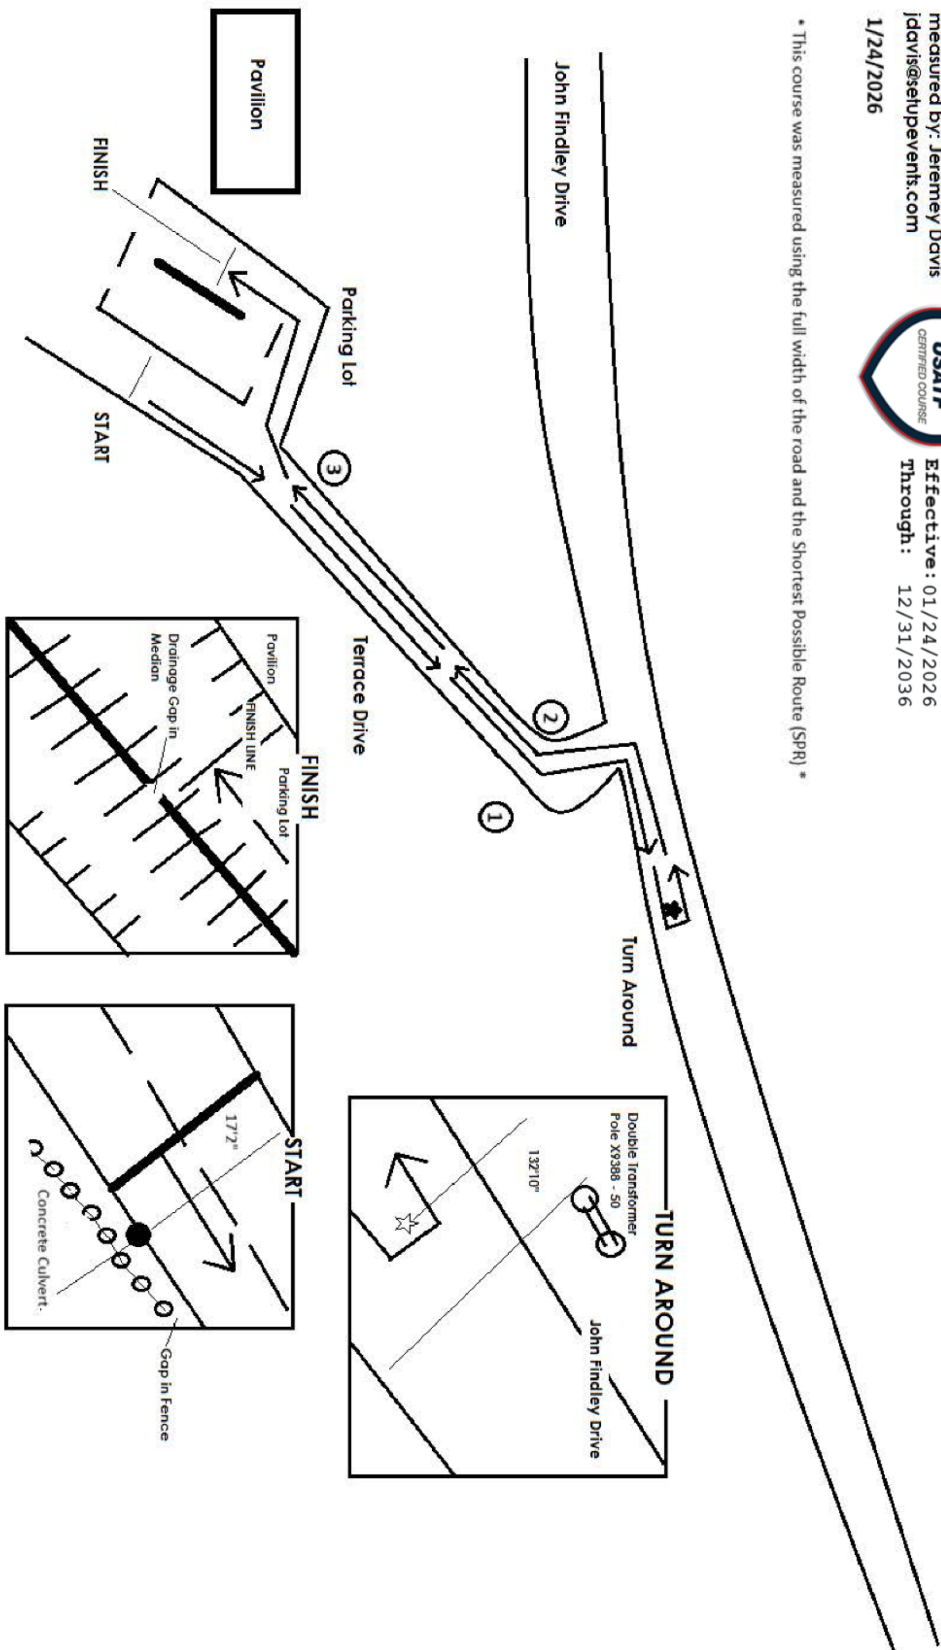 measured by: Jeremey Davis
jdavis@setupevents.com
1/24/2026
USATF
CERTIFIED COURSE
Effective: 01/24/2026
Through: 12/31/2036
* This course was measured using the full width of the road and the Shortest Possible Route (SPR) *
John Findley Drive
Pavilion
FINISH
Parking Lot
START
3
Terrace Drive
2
1
Turn Around
FINISH
Pavilion
FINISH LINE
Parking Lot
Drainage Gap in
Median
START
17'2"
Concrete Culvert.
Gap in Fence
TURN AROUND
Double Transformer
Pole X9388 - 50
132'10"
John Findley Drive